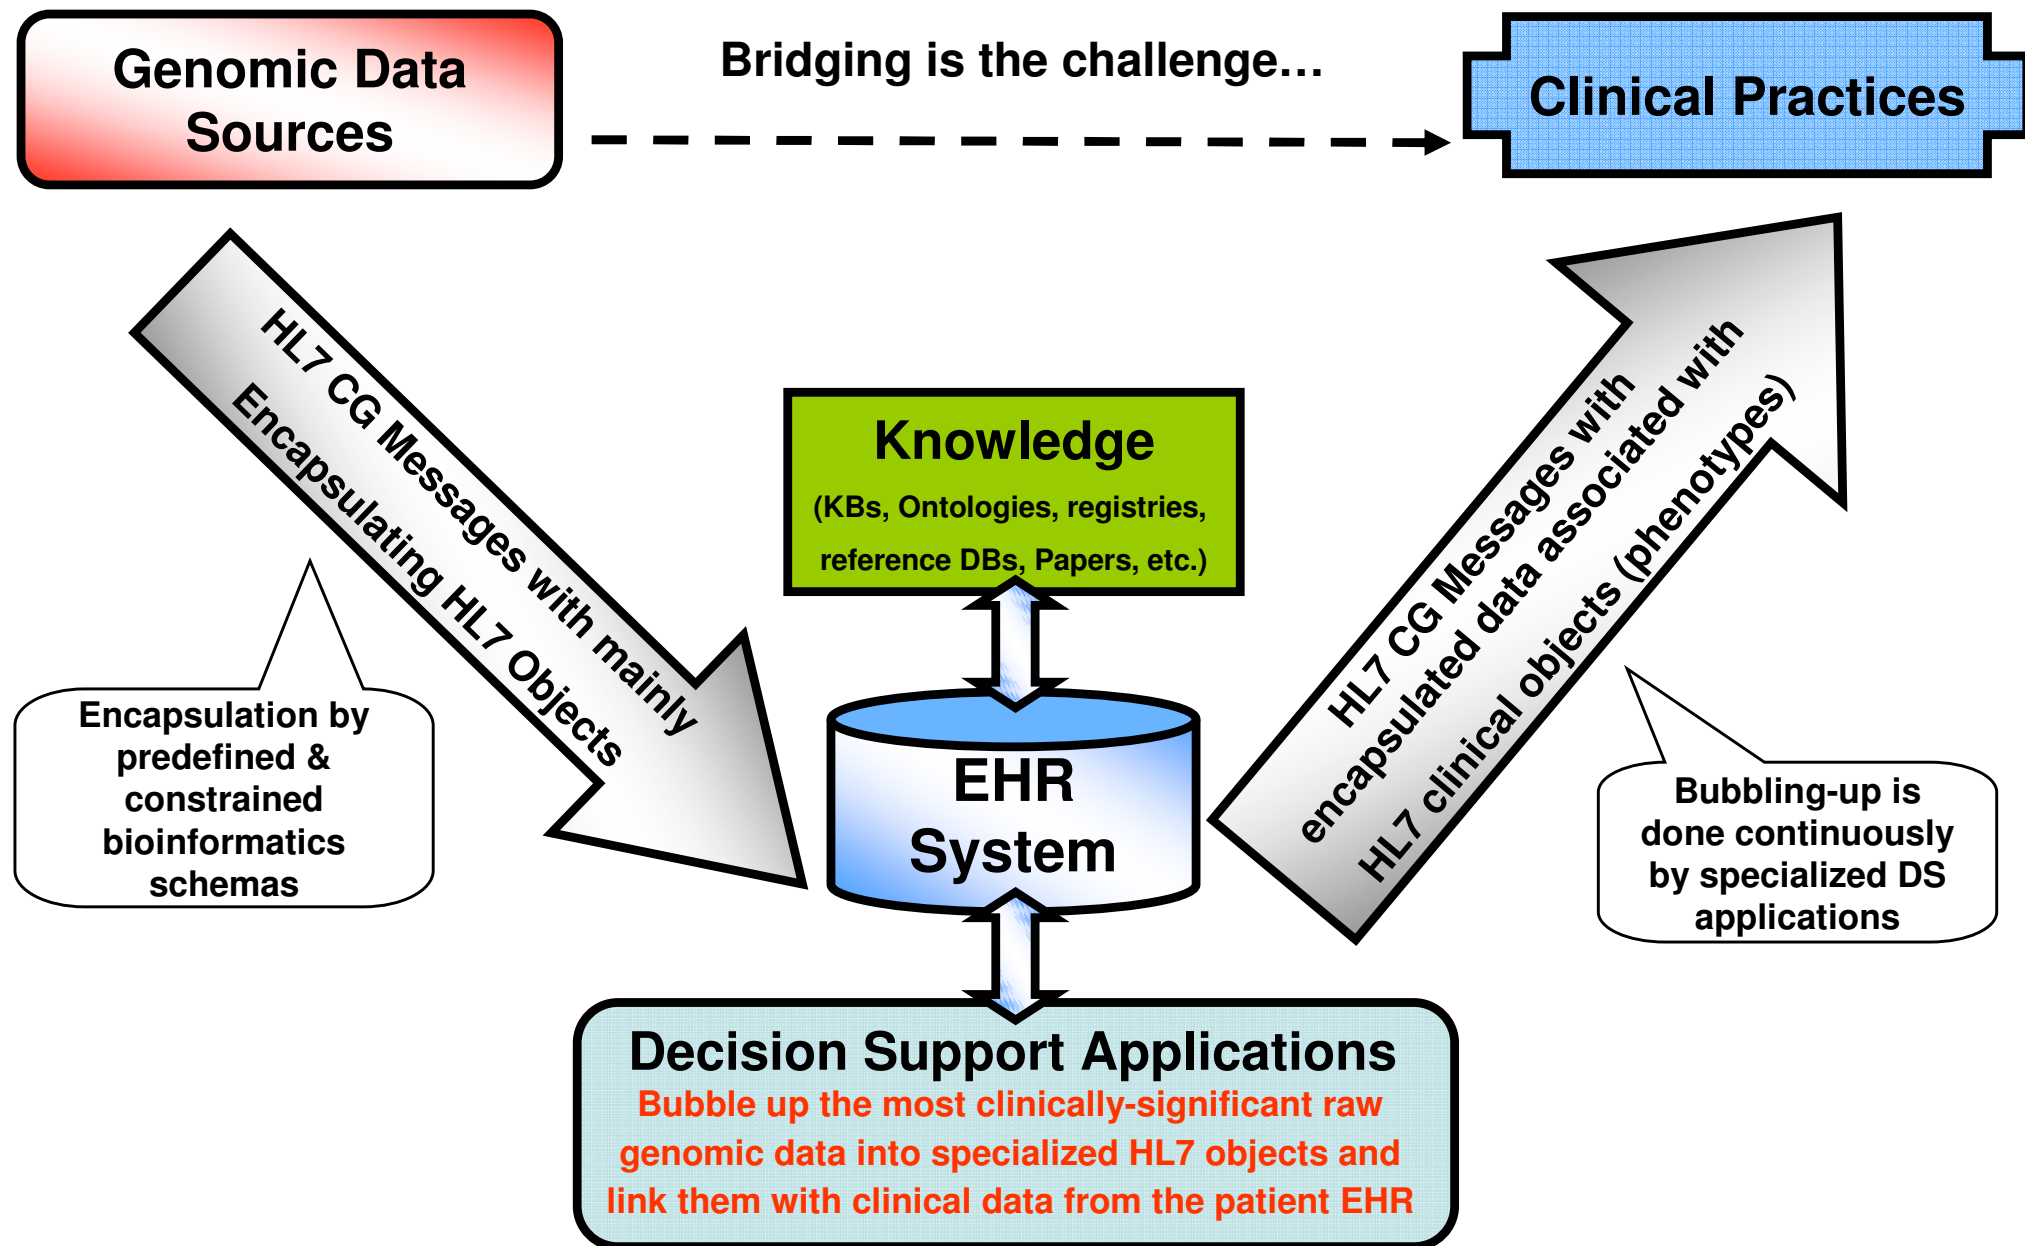 Genomic Data
Sources
Bridging is the challenge…
Clinical Practices
HL7 CG Messages with mainly
Encapsulating HL7 Objects
Encapsulation by
predefined &
constrained
bioinformatics
schemas
Knowledge
(KBs, Ontologies, registries,
reference DBs, Papers, etc.)
EHR
System
HL7 CG Messages with
encapsulated data associated with
HL7 clinical objects (phenotypes)
Bubbling-up is
done continuously
by specialized DS
applications
Decision Support Applications
Bubble up the most clinically-significant raw
genomic data into specialized HL7 objects and
link them with clinical data from the patient EHR